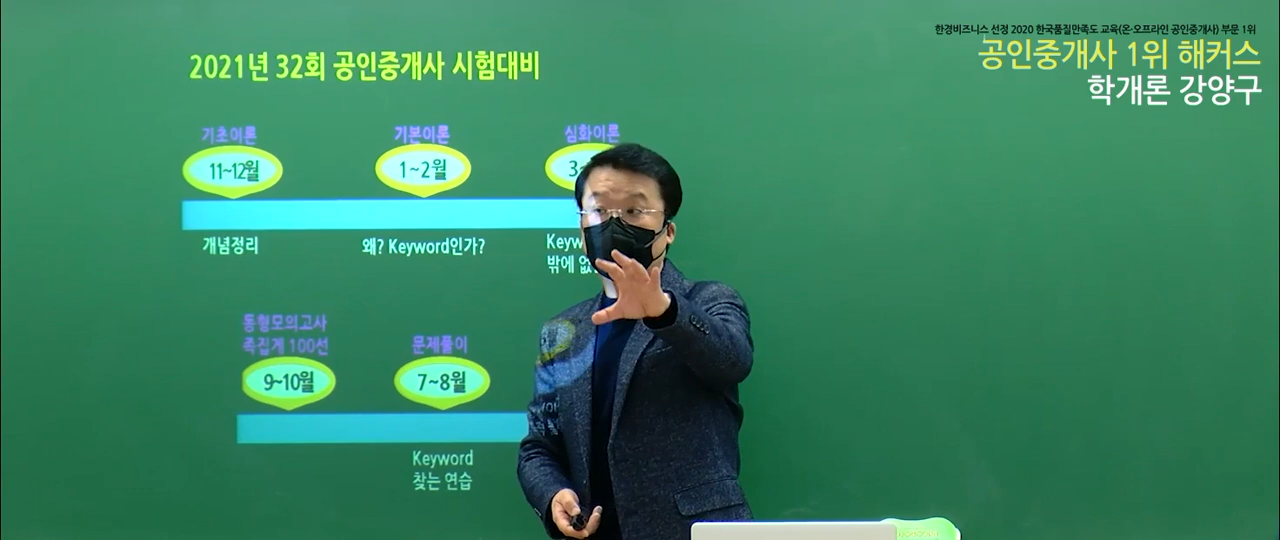 한경비즈니스 선정 2020 한국품질만족도 교육(온·오프라인 공인중개사) 부문 1위
공인중개사 1위 해커스
학개론 강양구
2021년 32회 공인중개사 시험대비
기초이론
기본이론
심화이론
11~12월
1~2월
개념정리
왜? Keyword인가?
밖에
동형모의고사
족집게 100선
문제풀이
9~10월
7~8월
Keyword
찾는 연습